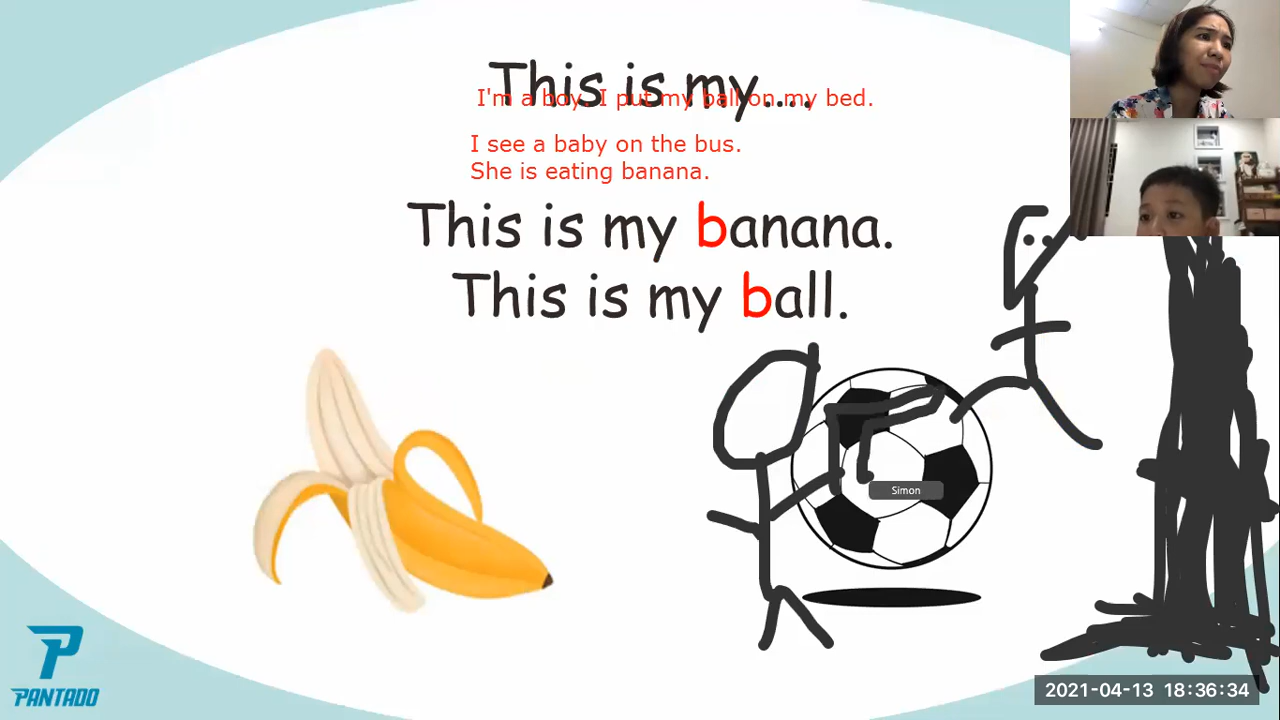 This is my....
I'm a boy. I put my ball on my bed.
I see a baby on the bus.
She is eating banana.
This is my banana.
This is my ball.
Simon
PANTADO
2021-04-13 18:36:34